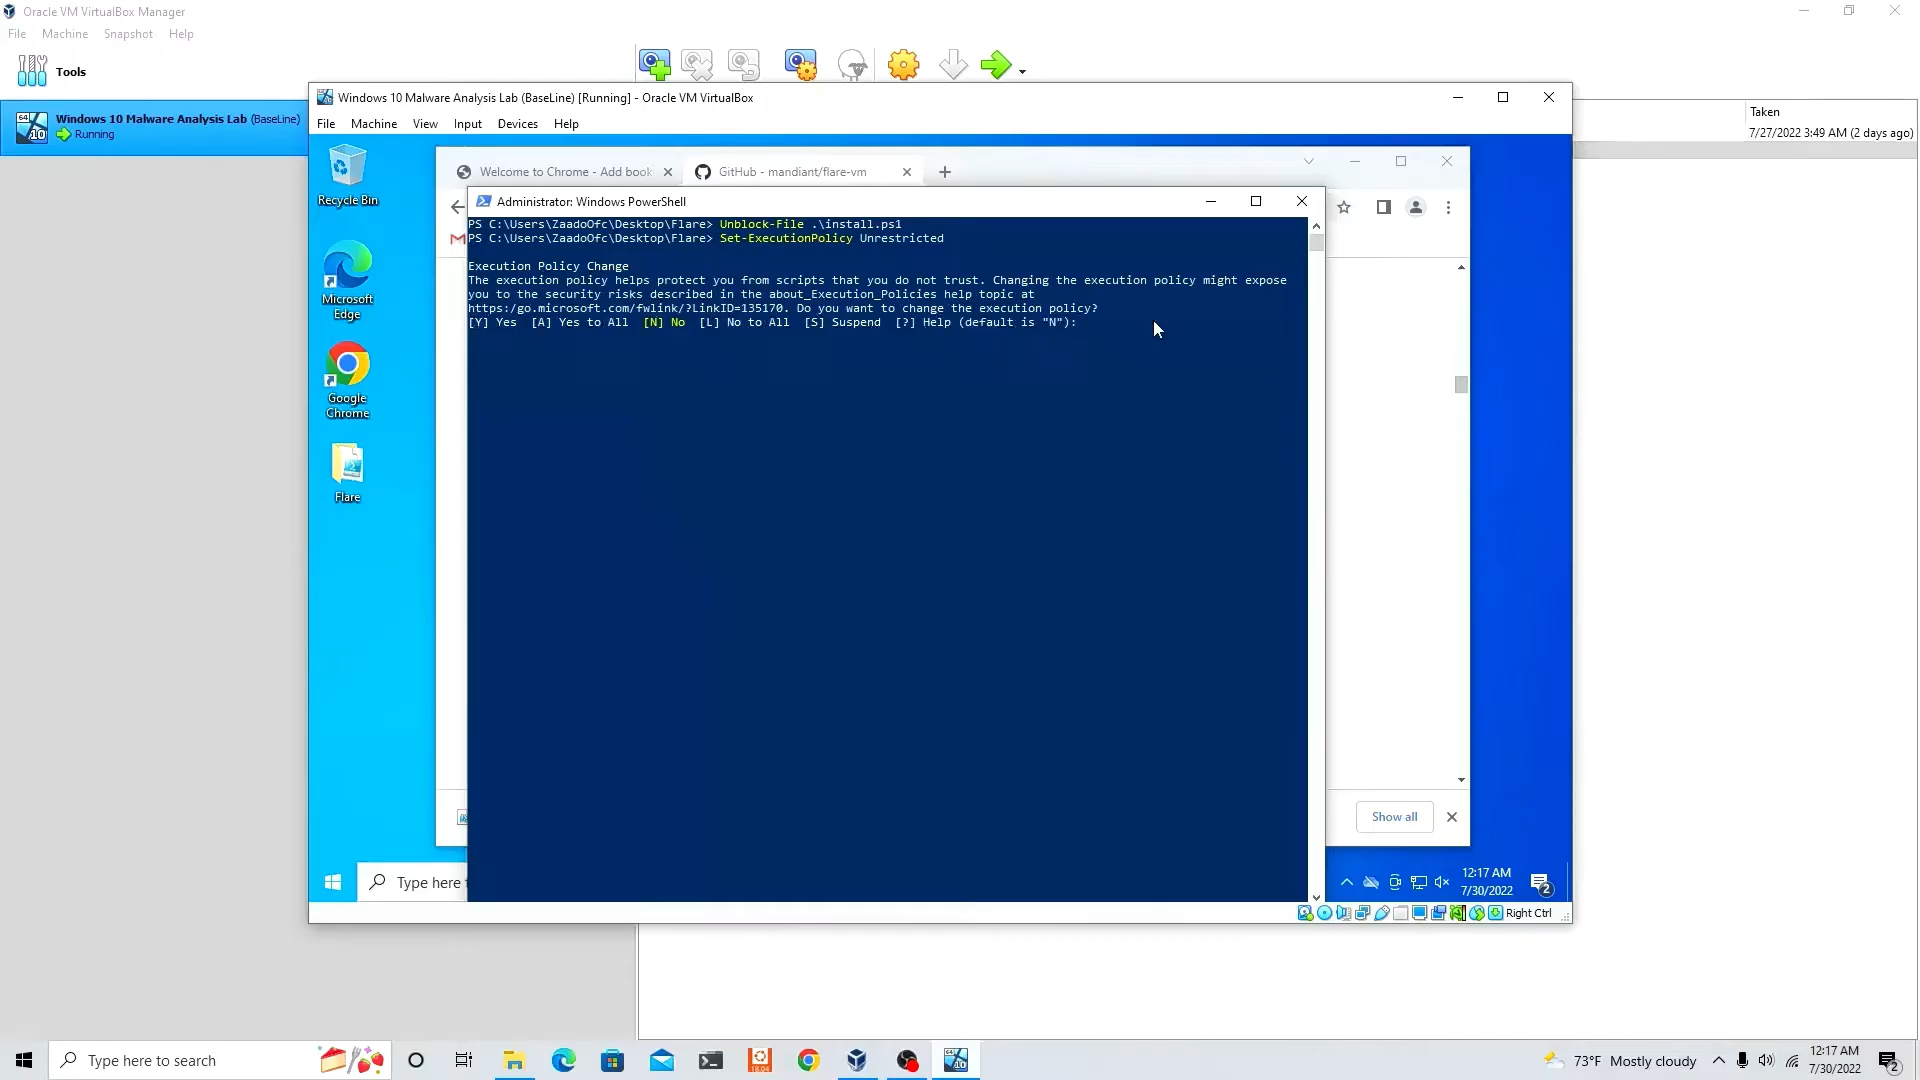 Oracle VM VirtualBox Manager
File Machine Snapshot Help
Tools
Windows 10 Malware Analysis Lab (BaseLine)
Running
Taken
7/27/2022 3:49 AM (2 days ago)
Windows 10 Malware Analysis Lab (BaseLine) [Running] - Oracle VM VirtualBox
File Machine View Input Devices Help
Recycle Bin
Microsoft
Edge
Google
Chrome
Flare
Welcome to Chrome - Add book
GitHub - mandiant/flare-vm
Administrator: Windows PowerShell
PS C:\Users\ZaadoOfc\Desktop\Flare> Unblock-File .\install.ps1
PS C:\Users\ZaadoOfc\Desktop\Flare> Set-ExecutionPolicy Unrestricted
Execution Policy Change
The execution policy helps protect you from scripts that you do not trust. Changing the execution policy might expose
you to the security risks described in the about_Execution_Policies help topic at
https:/go.microsoft.com/fwlink/?LinkID=135170. Do you want to change the execution policy?
[Y] Yes  [A] Yes to All  [N] No  [L] No to All  [S] Suspend  [?] Help (default is "N"):
Show all
Type here
12:17 AM
7/30/2022
2
Right Ctrl
Type here to search
18.04
73°F Mostly cloudy
12:17 AM
7/30/2022
2